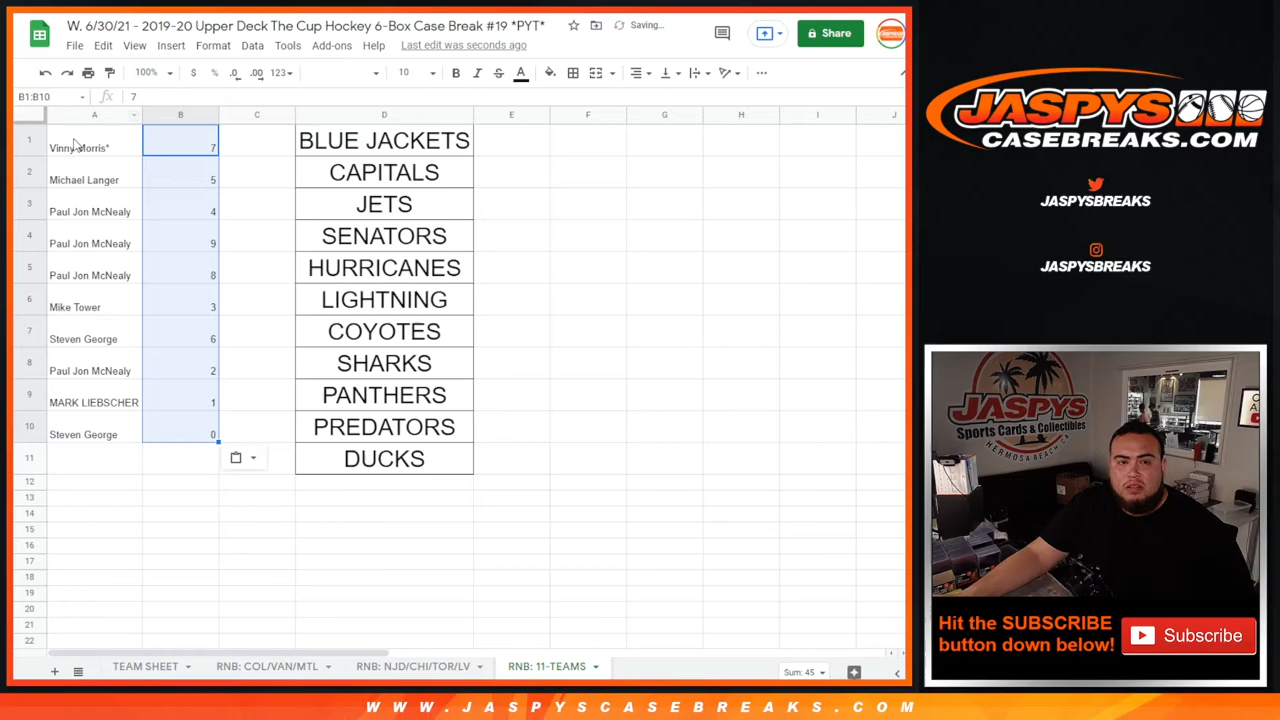 W. 6/30/21 - 2019-20 Upper Deck The Cup Hockey 6-Box Case Break #19 *PYT*
Saving...
Share
File Edit View Insert Format Data Tools Add-ons Help Last edit was seconds ago
100% $ % .0 .00 123 10 B I S A
B1:B10 fx 7
A B C D E F G H I J
1 Vinny Morris* 7 BLUE JACKETS
2 Michael Langer 5 CAPITALS
3 Paul Jon McNealy 4 JETS
4 Paul Jon McNealy 9 SENATORS
5 Paul Jon McNealy 8 HURRICANES
6 Mike Tower 3 LIGHTNING
7 Steven George 6 COYOTES
8 Paul Jon McNealy 2 SHARKS
9 MARK LIEBSCHER 1 PANTHERS
10 Steven George 0 PREDATORS
11 DUCKS
12
13
14
15
16
17
18
19
20
21
22
TEAM SHEET RNB: COL/VAN/MTL RNB: NJD/CHI/TOR/LV RNB: 11-TEAMS Sum: 45
JASPYS
CASEBREAKS.COM
JASPYSBREAKS
JASPYSBREAKS
JASPYS
Sports Cards & Collectibles
HERMOSA BEACH, CA
Hit the SUBSCRIBE
button down below!
Subscribe
WWW.JASPYSCASEBREAKS.COM